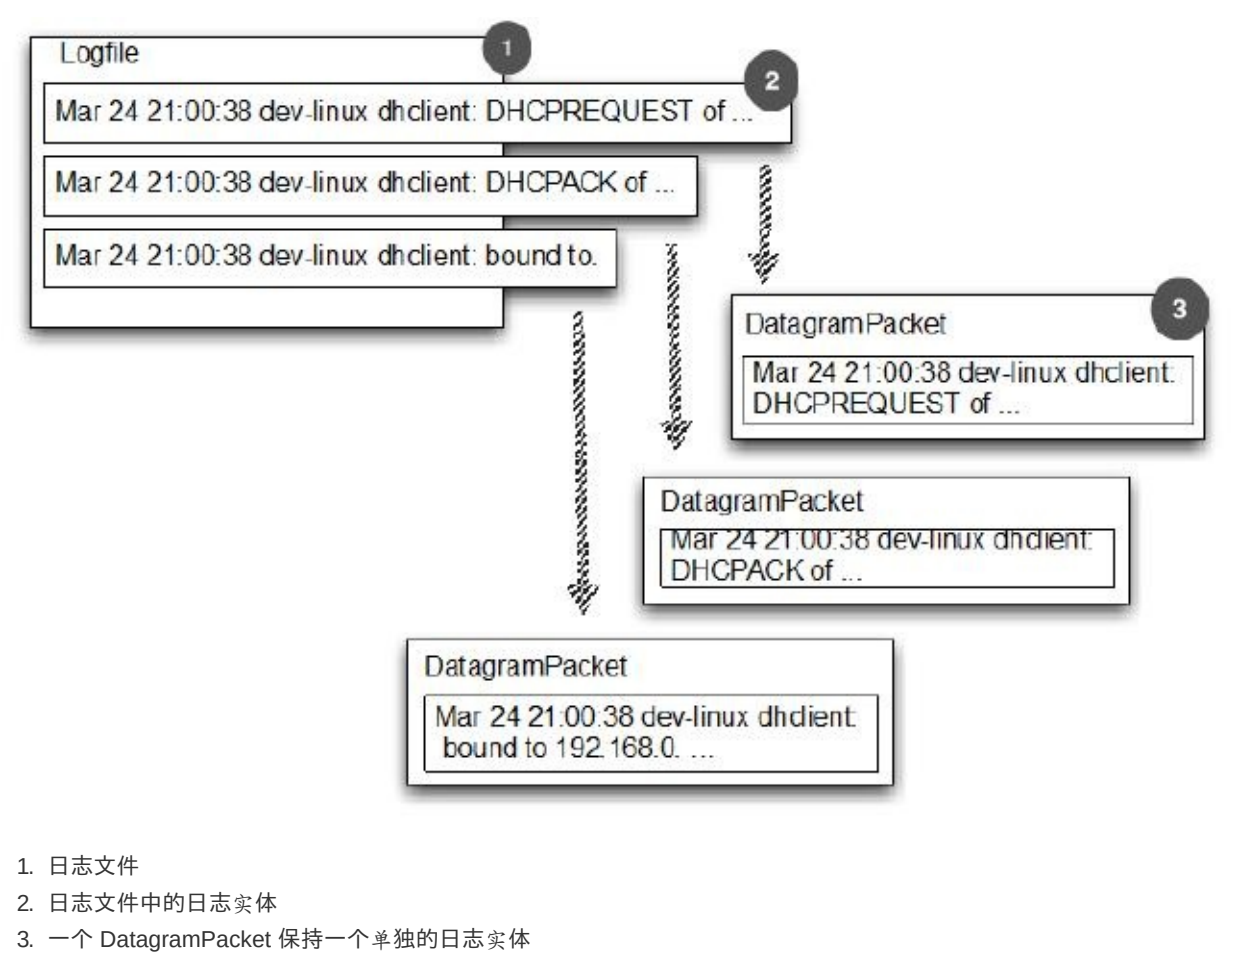 Logfile
1
2
Mar 24 21:00:38 dev-linux dhclient: DHCPREQUEST of ...
Mar 24 21:00:38 dev-linux dhclient: DHCPACK of ...
Mar 24 21:00:38 dev-linux dhclient: bound to.
3
DatagramPacket
Mar 24 21:00:38 dev-linux dhclient:
DHCPREQUEST of ...
DatagramPacket
Mar 24 21:00:38 dev-linux dhclient:
DHCPACK of ...
DatagramPacket
Mar 24 21:00:38 dev-linux dhclient:
bound to 192.168.0. ...
1. 日志文件
2. 日志文件中的日志实体
3. 一个 DatagramPacket 保持一个单独的日志实体